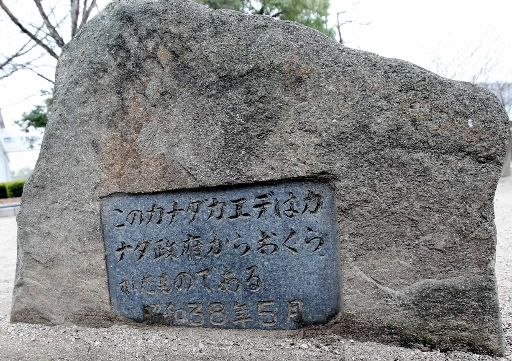 このカナダカエデはカ
ナダ政府からおくら
れたものである
昭和38年5月